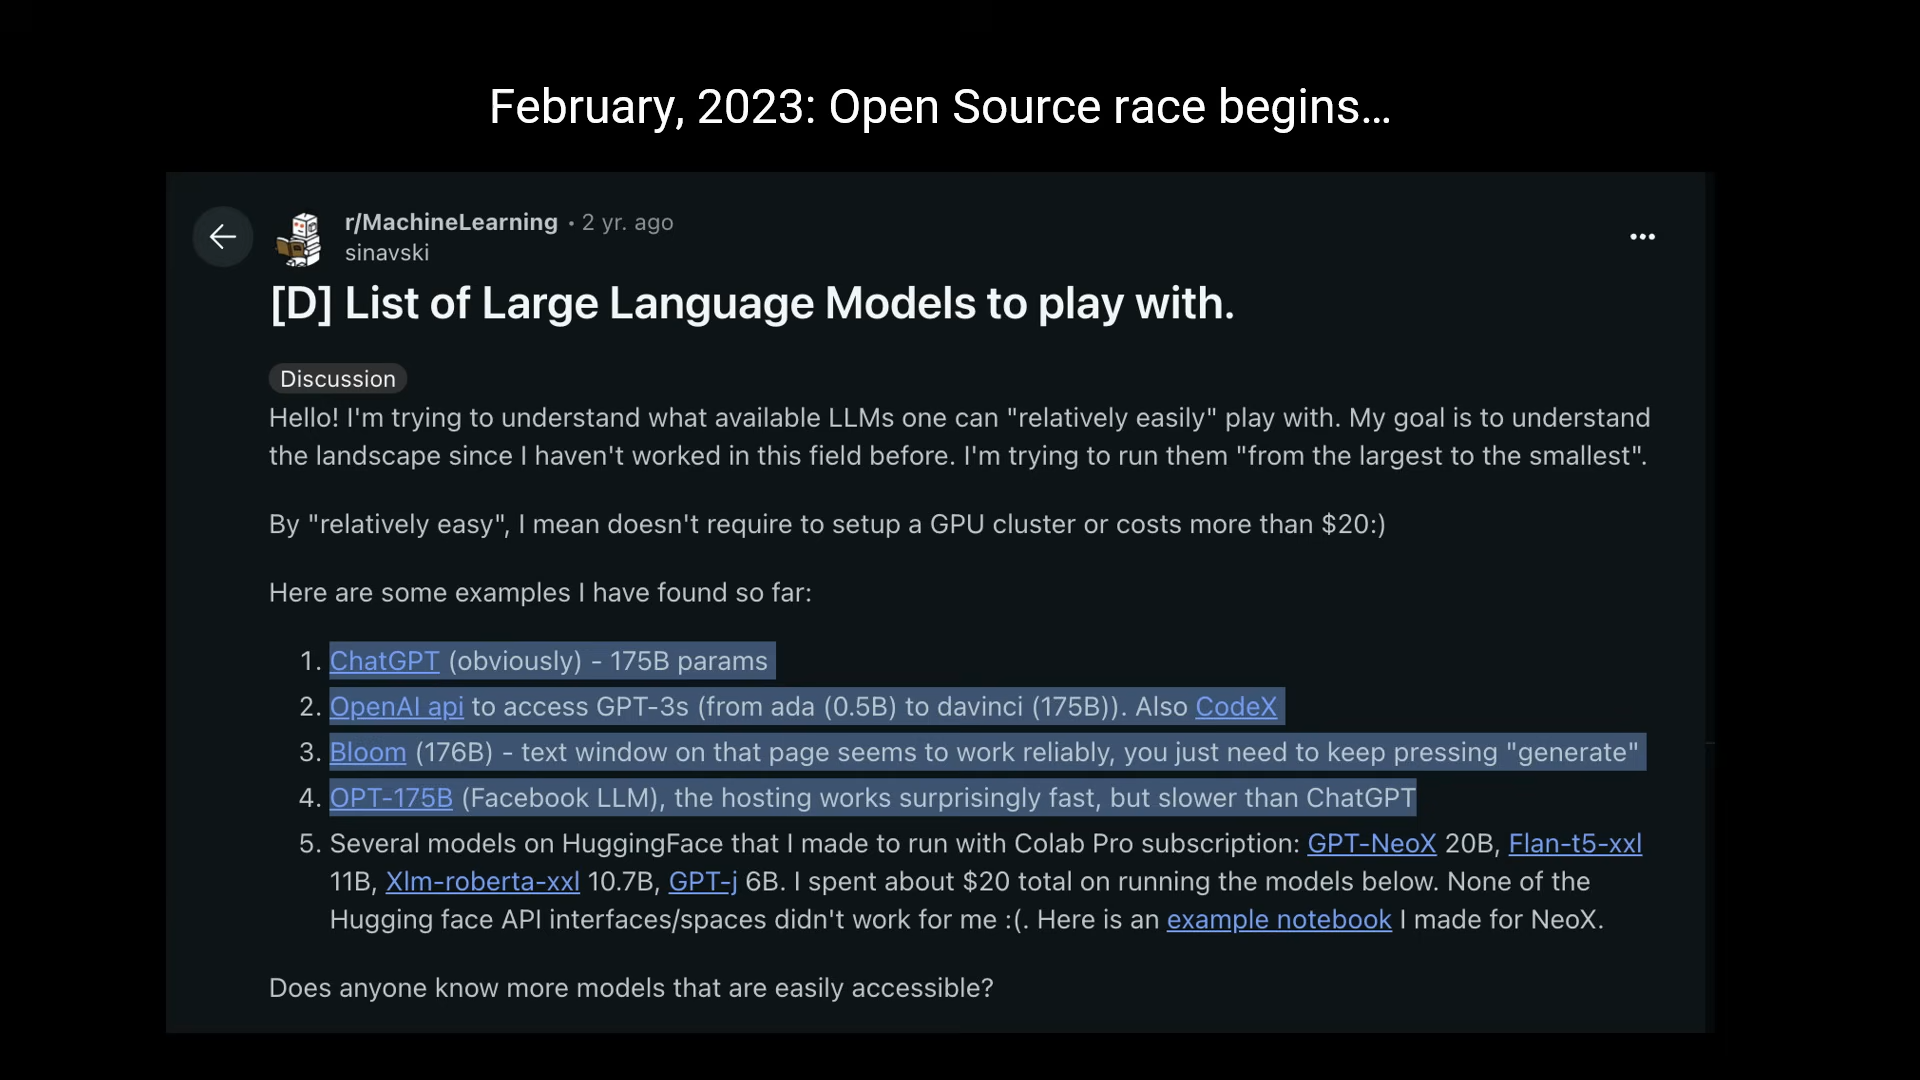 February, 2023: Open Source race begins...
r/MachineLearning • 2 yr. ago
sinavski
[D] List of Large Language Models to play with.
Discussion
Hello! I'm trying to understand what available LLMs one can "relatively easily" play with. My goal is to understand
the landscape since I haven't worked in this field before. I'm trying to run them "from the largest to the smallest".
By "relatively easy", I mean doesn't require to setup a GPU cluster or costs more than $20:)
Here are some examples I have found so far:
1. ChatGPT (obviously) - 175B params
2. OpenAI api to access GPT-3s (from ada (0.5B) to davinci (175B)). Also CodeX
3. Bloom (176B) - text window on that page seems to work reliably, you just need to keep pressing "generate"
4. OPT-175B (Facebook LLM), the hosting works surprisingly fast, but slower than ChatGPT
5. Several models on HuggingFace that I made to run with Colab Pro subscription: GPT-NeoX 20B, Flan-t5-xxl
11B, Xlm-roberta-xxl 10.7B, GPT-j 6B. I spent about $20 total on running the models below. None of the
Hugging face API interfaces/spaces didn't work for me :(. Here is an example notebook I made for NeoX.
Does anyone know more models that are easily accessible?